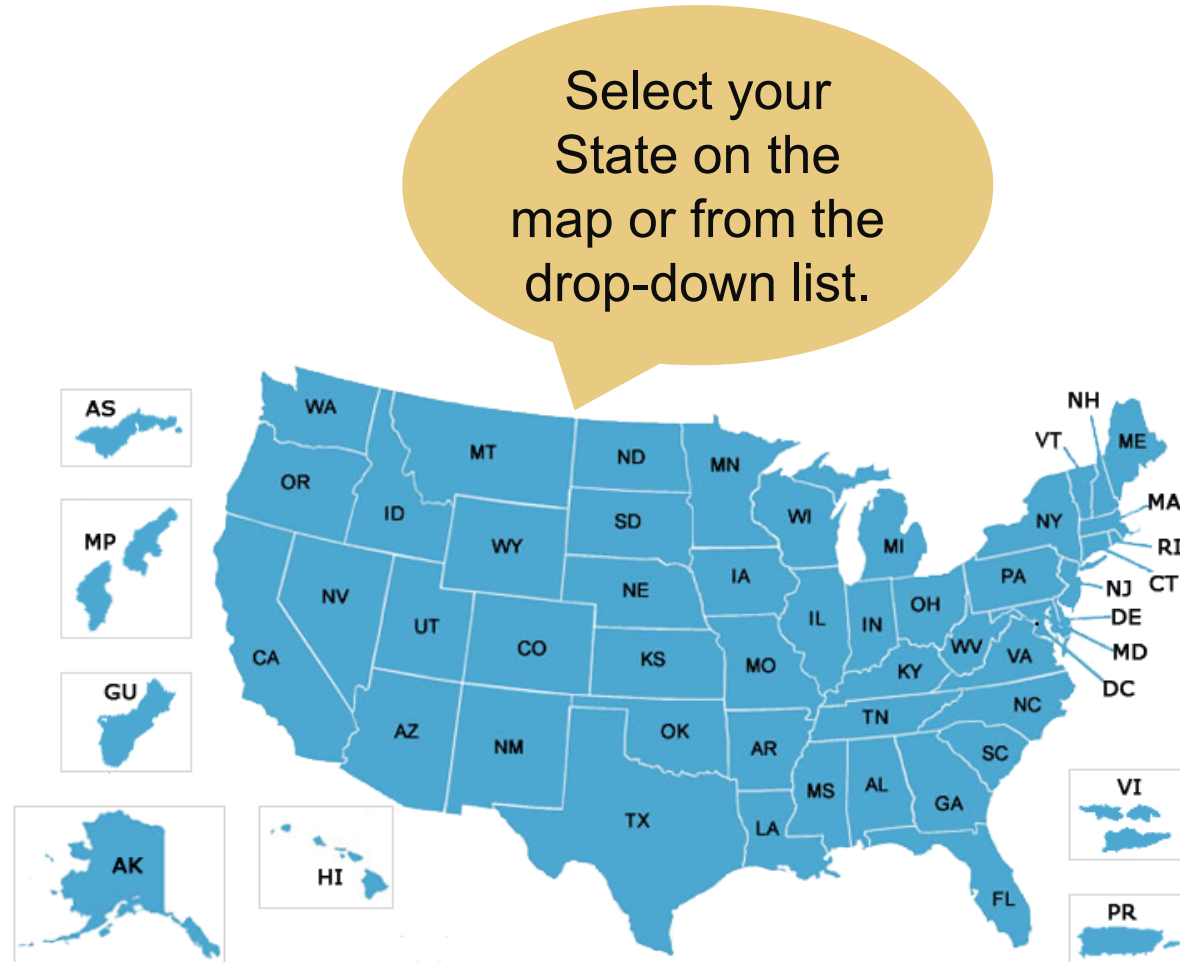 Select your
State on the
map or from the
drop-down list.
AS
MP
GU
AK
HI
WA
OR
CA
ID
NV
MT
WY
UT
AZ
CO
NM
ND
SD
NE
KS
OK
TX
MN
IA
MO
AR
LA
WI
IL
MI
IN
OH
KY
TN
MS
AL
GA
FL
SC
NC
VA
WV
PA
NY
VT
NH
ME
MA
RI
CT
NJ
DE
MD
DC
VI
PR